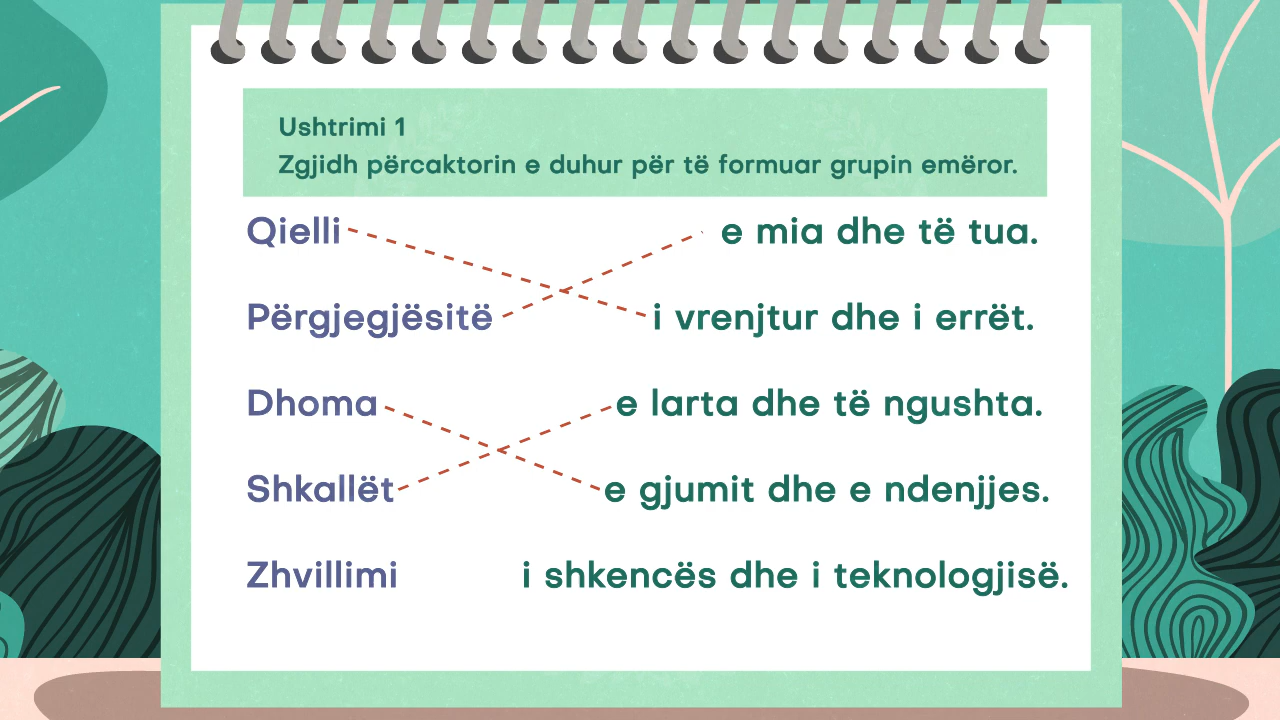 Ushtrimi 1
Zgjidh përcaktorin e duhur për të formuar grupin emëror.
Qielli e mia dhe të tua.
Përgjegjësitë i vrenjtur dhe i errët.
Dhoma e larta dhe të ngushta.
Shkallët e gjumit dhe e ndenjjes.
Zhvillimi i shkencës dhe i teknologjisë.